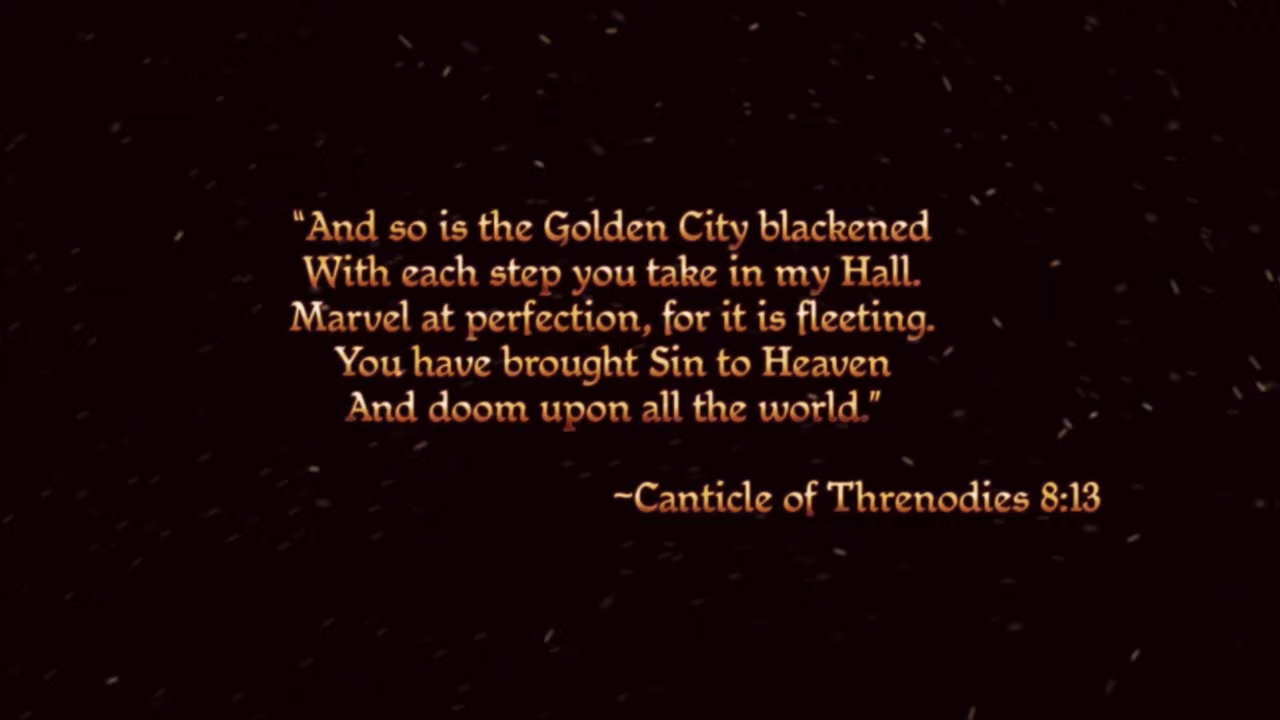 “And so is the Golden City blackened
With each step you take in my Hall.
Marvel at perfection, for it is fleeting.
You have brought Sin to Heaven
And doom upon all the world.”
~Canticle of Threnodies 8:13